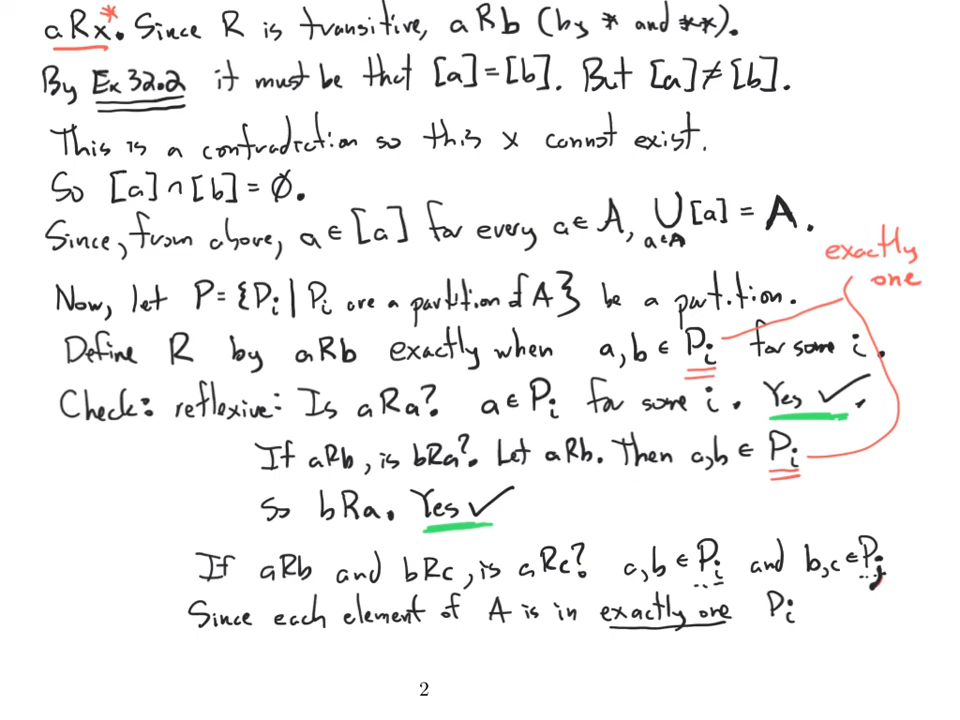 aRx*. Since R is transitive, aRb (by * and **).
By Ex 32.2 it must be that [a]=[b]. But [a]≠[b].
This is a contradiction so this x cannot exist.
So [a]∩[b]=∅.
Since, from above, a∈[a] for every a∈A, ⋃_{a∈A} [a] = A.
exactly
one
Now, let P={Pi | Pi are a partition of A} be a partition.
Define R by aRb exactly when a,b ∈ Pi for some i.
Check: reflexive: Is aRa? a∈Pi for some i. Yes ✓.
If aRb, is bRa? Let aRb. Then a,b ∈ Pi
So bRa. Yes ✓
If aRb and bRc, is aRc? a,b ∈ Pi and b,c ∈ Pj
Since each element of A is in exactly one Pi
2